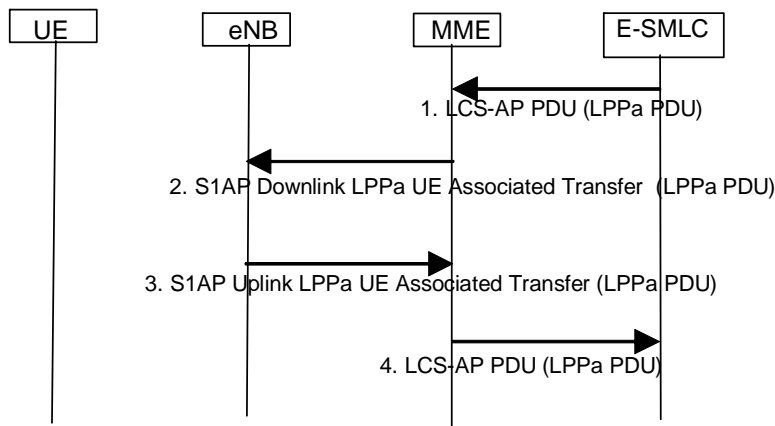 UE
eNB
MME
E-SMLC
1. LCS-AP PDU (LPPa PDU)
2. S1AP Downlink LPPa UE Associated Transfer (LPPa PDU)
3. S1AP Uplink LPPa UE Associated Transfer (LPPa PDU)
4. LCS-AP PDU (LPPa PDU)